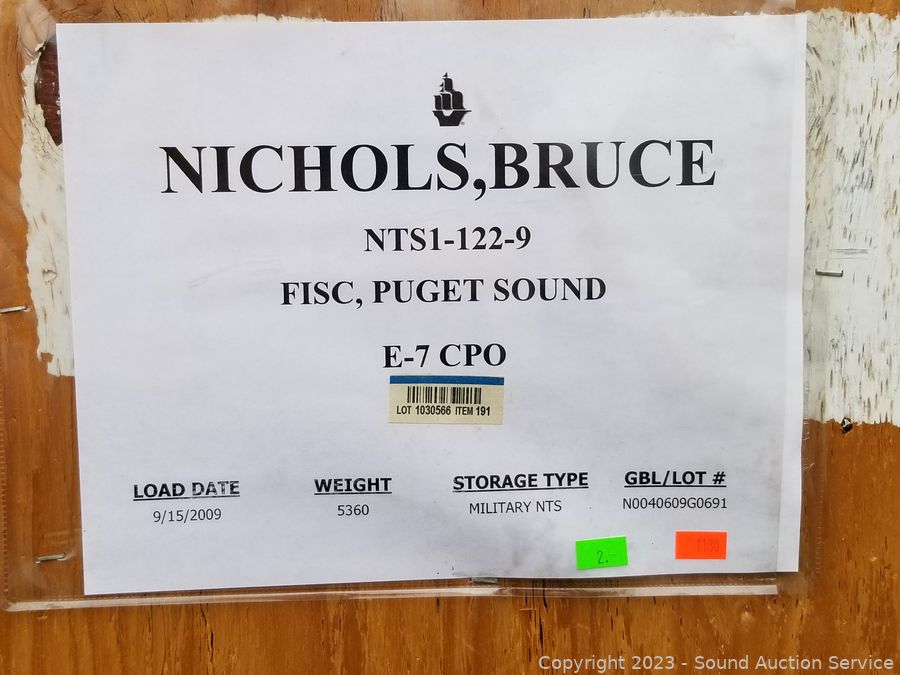 NICHOLS,BRUCE
NTS1-122-9
FISC, PUGET SOUND
E-7 CPO
LOT 1030566 ITEM 191
LOAD DATE WEIGHT STORAGE TYPE GBL/LOT #
9/15/2009 5360 MILITARY NTS N0040609G0691
2.- 1180
Copyright 2023 - Sound Auction Service